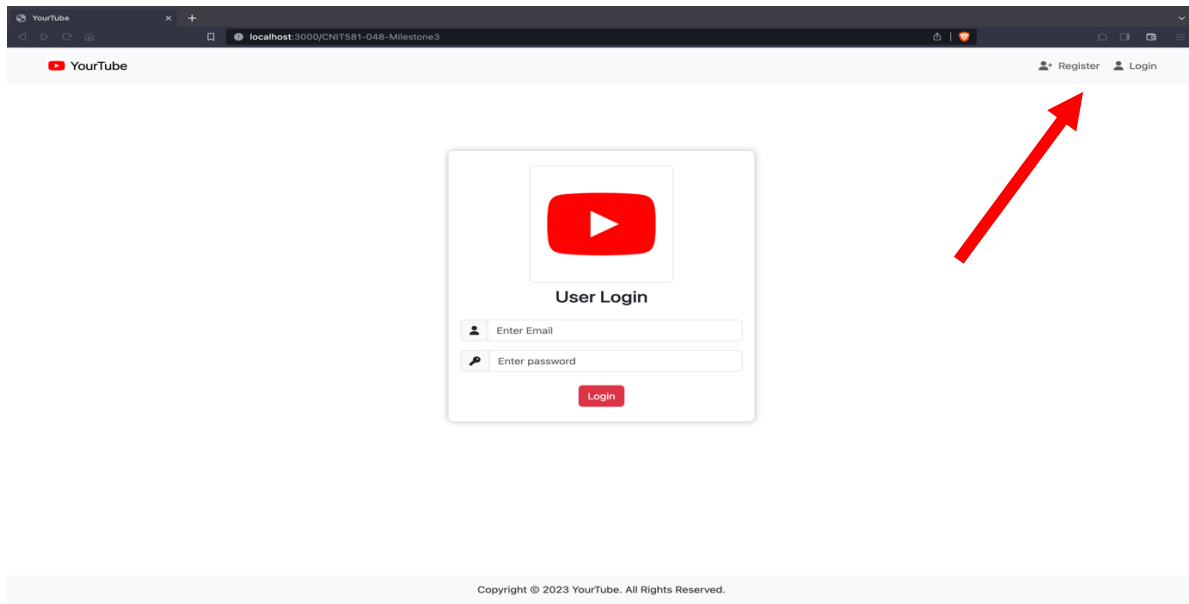 YourTube
localhost:3000/CNIT581-048-Milestone3
YourTube
Register
Login
User Login
Enter Email
Enter password
Login
Copyright © 2023 YourTube. All Rights Reserved.